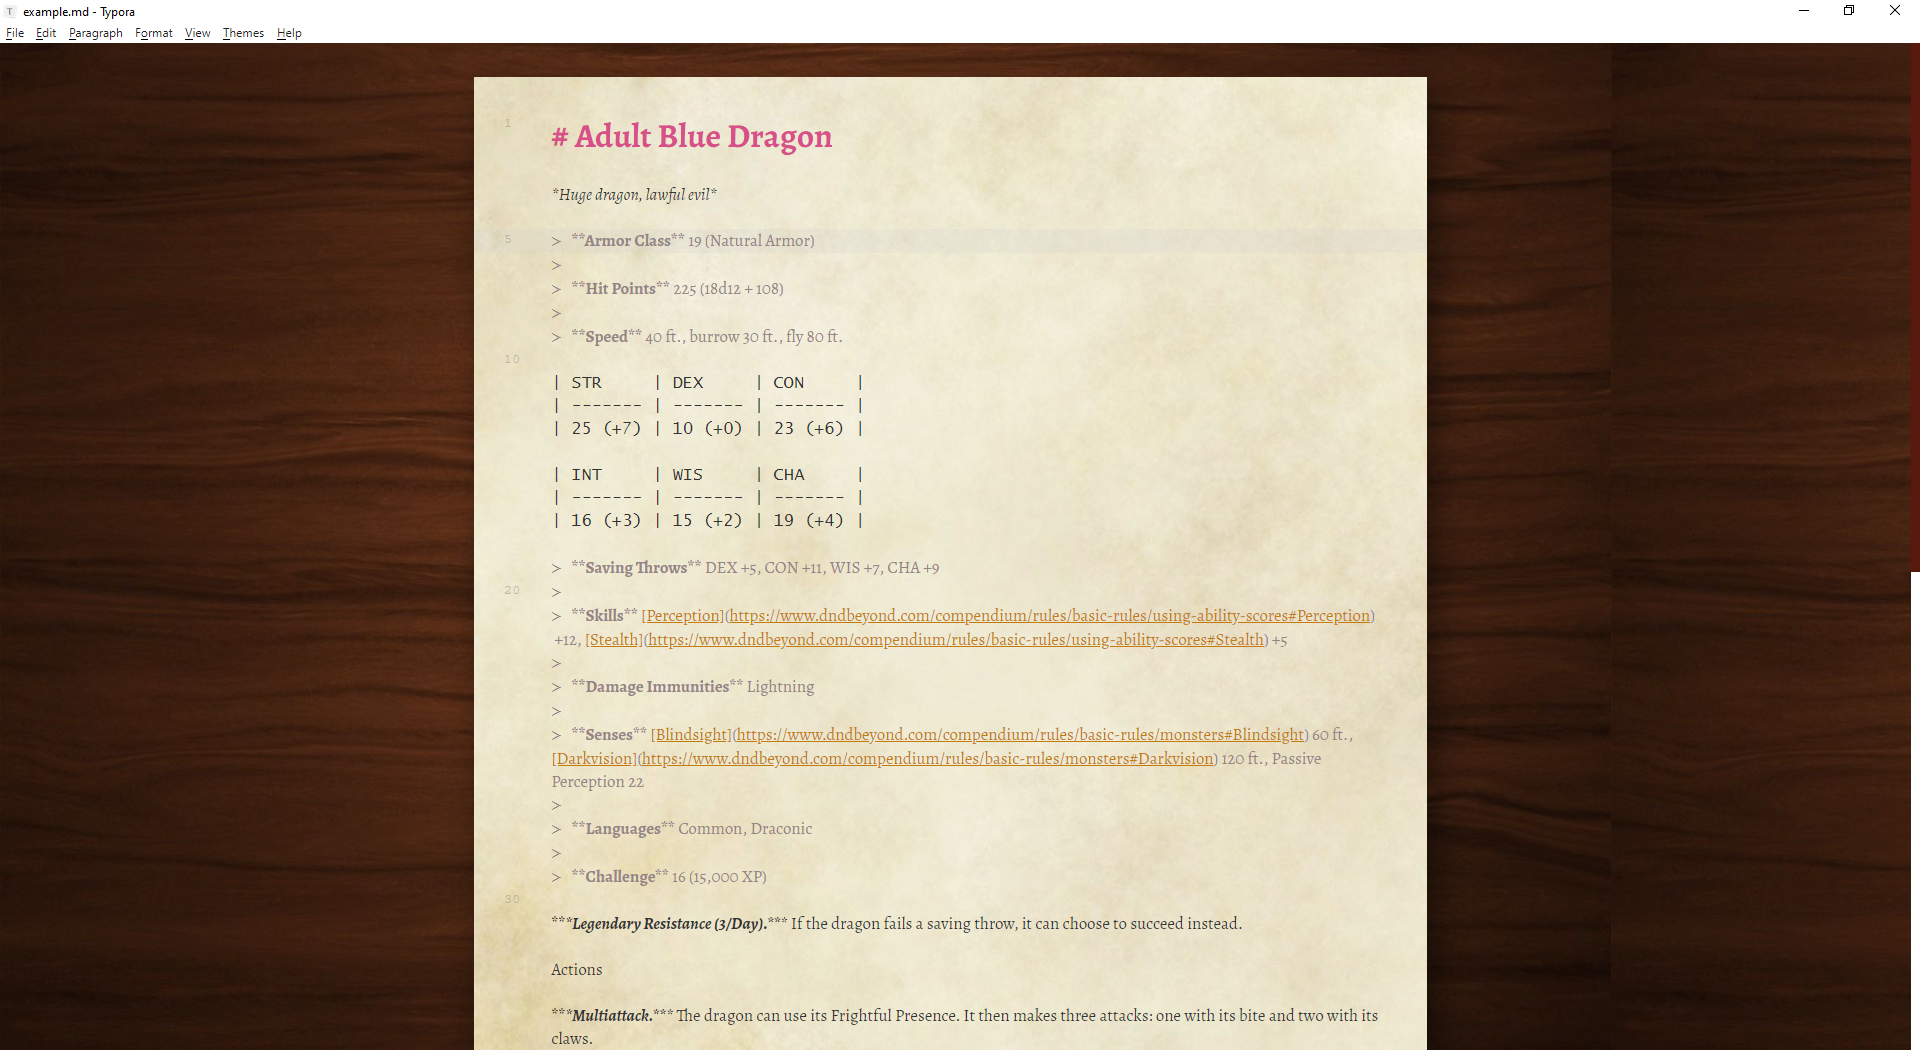 T example.md - Typora
File Edit Paragraph Format View Themes Help
1
# Adult Blue Dragon
*Huge dragon, lawful evil*
5
> **Armor Class** 19 (Natural Armor)
>
> **Hit Points** 225 (18d12 + 108)
>
> **Speed** 40 ft., burrow 30 ft., fly 80 ft.
10
| STR     | DEX     | CON     |
| ------- | ------- | ------- |
| 25 (+7) | 10 (+0) | 23 (+6) |
| INT     | WIS     | CHA     |
| ------- | ------- | ------- |
| 16 (+3) | 15 (+2) | 19 (+4) |
> **Saving Throws** DEX +5, CON +11, WIS +7, CHA +9
20
>
> **Skills** [Perception](https://www.dndbeyond.com/compendium/rules/basic-rules/using-ability-scores#Perception)
+12, [Stealth](https://www.dndbeyond.com/compendium/rules/basic-rules/using-ability-scores#Stealth) +5
>
> **Damage Immunities** Lightning
>
> **Senses** [Blindsight](https://www.dndbeyond.com/compendium/rules/basic-rules/monsters#Blindsight) 60 ft.,
[Darkvision](https://www.dndbeyond.com/compendium/rules/basic-rules/monsters#Darkvision) 120 ft., Passive
Perception 22
>
> **Languages** Common, Draconic
>
> **Challenge** 16 (15,000 XP)
30
***Legendary Resistance (3/Day).*** If the dragon fails a saving throw, it can choose to succeed instead.
Actions
***Multiattack.*** The dragon can use its Frightful Presence. It then makes three attacks: one with its bite and two with its
claws.